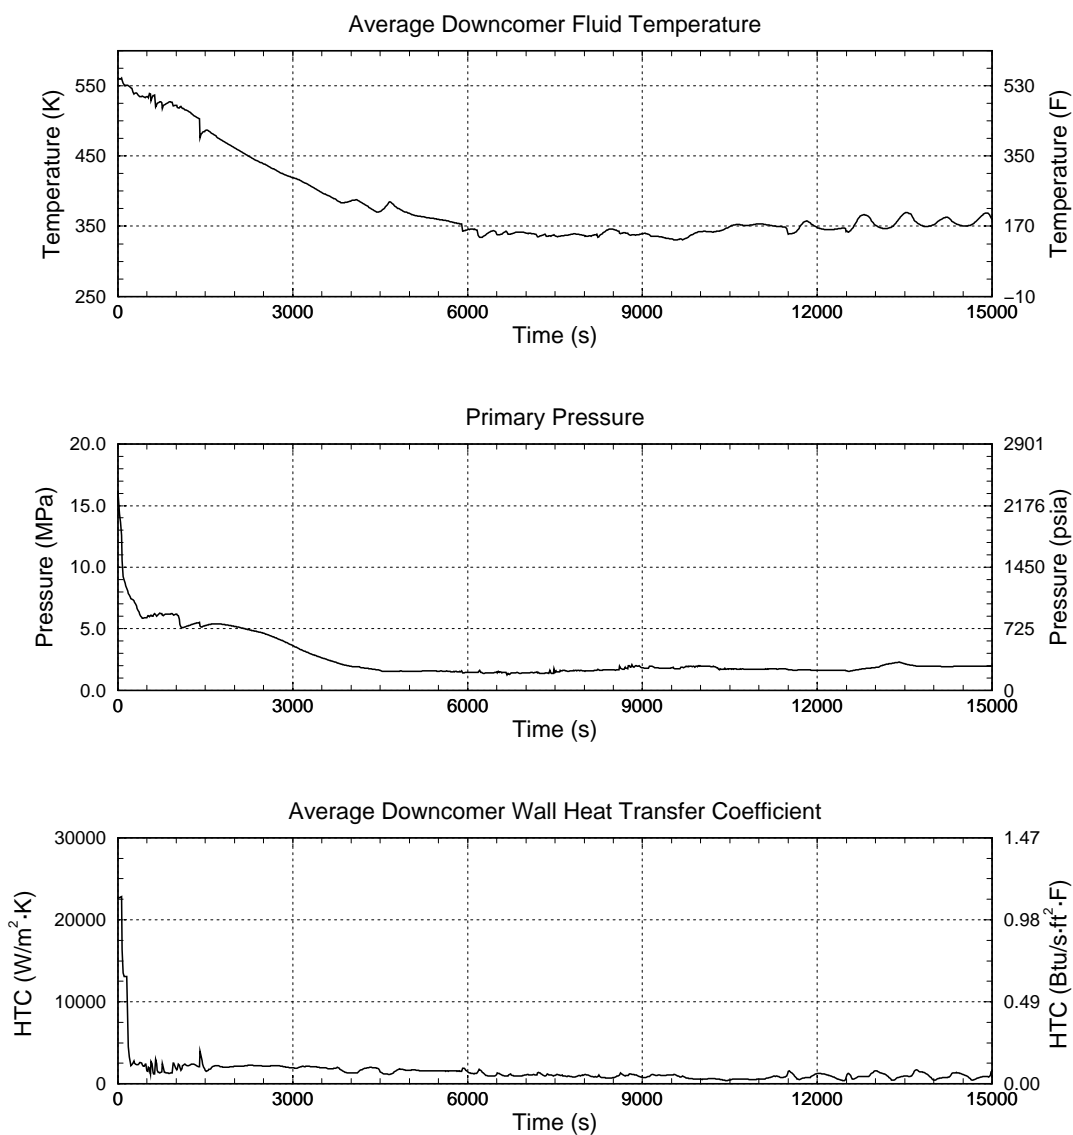 Average Downcomer Fluid Temperature
Temperature (K)
550
450
350
250
530
350
170
−10
Temperature (F)
0 3000 6000 9000 12000 15000
Time (s)
Primary Pressure
Pressure (MPa)
20.0
15.0
10.0
5.0
0.0
2901
2176
1450
725
0
Pressure (psia)
0 3000 6000 9000 12000 15000
Time (s)
Average Downcomer Wall Heat Transfer Coefficient
HTC (W/m²·K)
30000
20000
10000
0
1.47
0.98
0.49
0.00
HTC (Btu/s·ft²·F)
0 3000 6000 9000 12000 15000
Time (s)